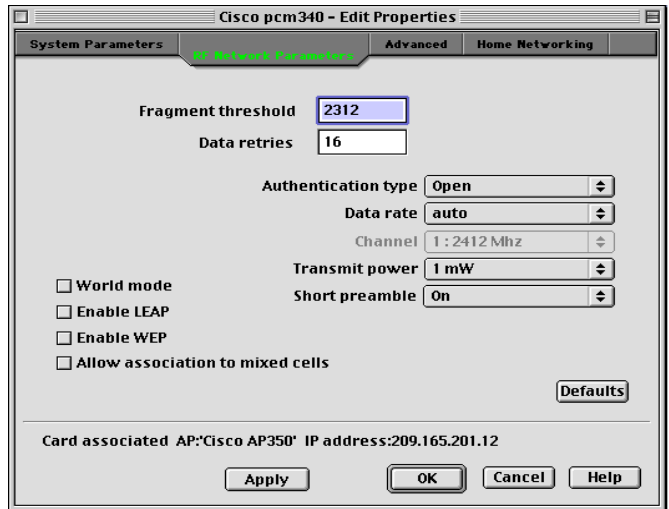 Cisco pcm340 - Edit Properties
System Parameters
RF Network Parameters
Advanced
Home Networking
Fragment threshold 2312
Data retries 16
Authentication type Open
Data rate auto
Channel 1 : 2412 Mhz
Transmit power 1 mW
Short preamble On
World mode
Enable LEAP
Enable WEP
Allow association to mixed cells
Defaults
Card associated AP:'Cisco AP350' IP address:209.165.201.12
Apply
OK
Cancel
Help